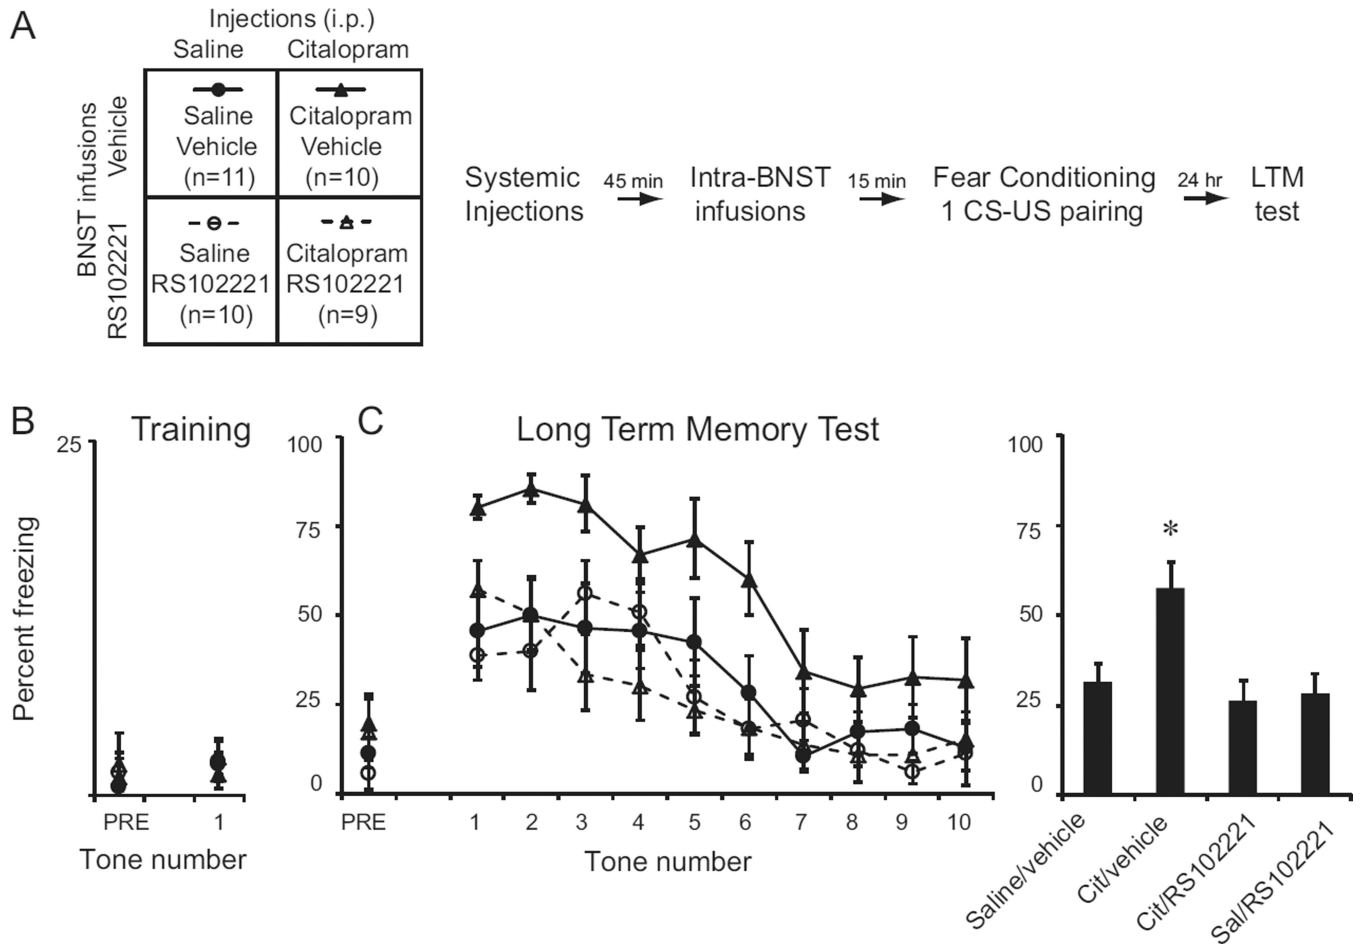 A
Injections (i.p.)
Saline Citalopram
BNST infusions
Vehicle
RS102221
Saline
Vehicle
(n=11)
Citalopram
Vehicle
(n=10)
Saline
RS102221
(n=10)
Citalopram
RS102221
(n=9)
Systemic
Injections
45 min
Intra-BNST
infusions
15 min
Fear Conditioning
1 CS-US pairing
24 hr
LTM
test
B
Training
Percent freezing
25
PRE 1
Tone number
C
Long Term Memory Test
100
75
50
25
0
PRE 1 2 3 4 5 6 7 8 9 10
Tone number
100
75
50
25
0
*
Saline/vehicle
Cit/vehicle
Cit/RS102221
Sal/RS102221